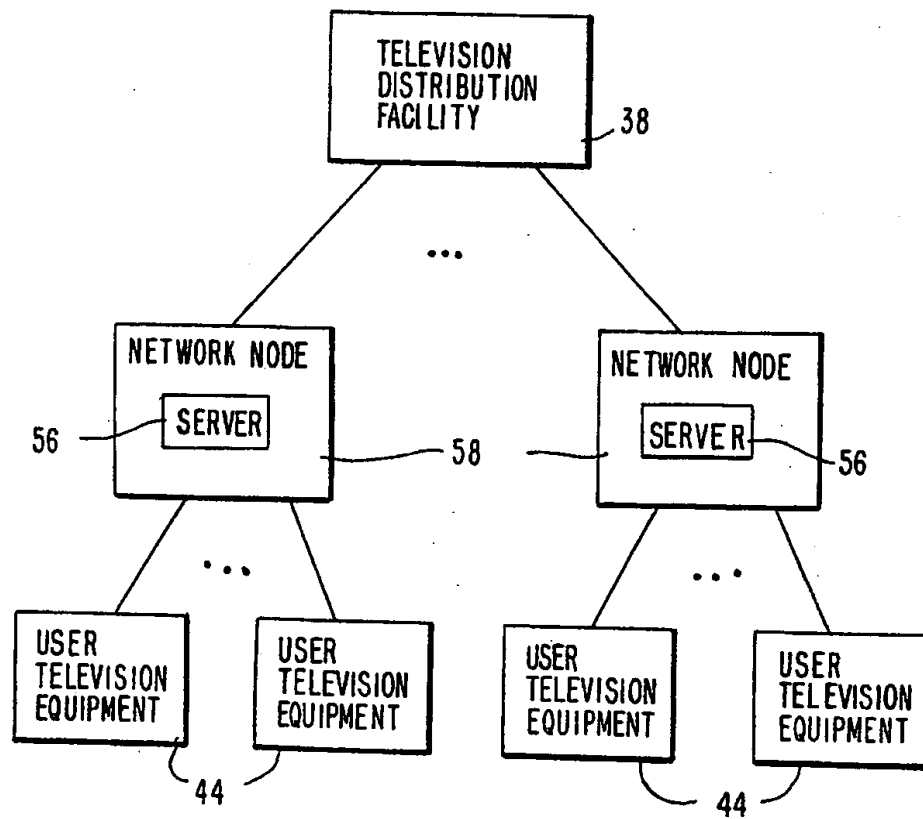 TELEVISION
DISTRIBUTION
FACILITY
38
...
NETWORK NODE
SERVER
56
58
NETWORK NODE
SERVER
56
...
...
USER
TELEVISION
EQUIPMENT
USER
TELEVISION
EQUIPMENT
44
USER
TELEVISION
EQUIPMENT
USER
TELEVISION
EQUIPMENT
44